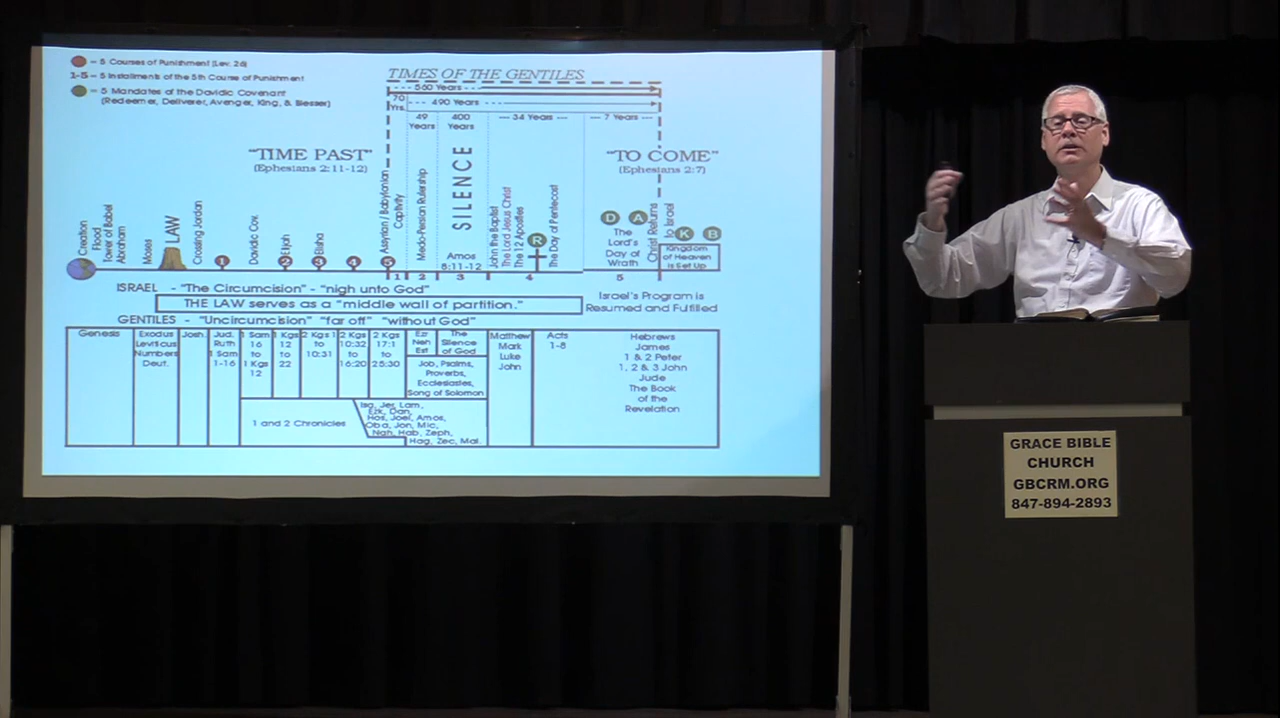 = 5 Courses of Punishment (Lev. 26)
1-5 = 5 Installments of the 5th Course of Punishment
= 5 Mandates of the Davidic Covenant
(Redeemer, Deliverer, Avenger, King, & Blesser)
TIMES OF THE GENTILES
560 Years
70 Yrs.
490 Years
49 Years
400 Years
34 Years
7 Years
"TIME PAST"
(Ephesians 2:11-12)
"TO COME"
(Ephesians 2:7)
Creation
Flood
Tower of Babel
Abraham
Moses
LAW
Crossing Jordan
Davidic Cov.
Elijah
Elisha
Assyrian / Babylonian
Captivity
Medo-Persian Rulership
SILENCE
Amos
8:11-12
John the Baptist
The Lord Jesus Christ
The 12 Apostles
R
The Day of Pentecost
D A
The
Lord's
Day of
Wrath
Christ Returns
to Israel
K B
Kingdom
of Heaven
is Set Up
1 2 3 4 5
1 2 3 4 5
ISRAEL - "The Circumcision" - "nigh unto God"
THE LAW serves as a "middle wall of partition."
GENTILES - "Uncircumcision" "far off" "without God"
Israel's Program is
Resumed and Fulfilled
Genesis
Exodus
Leviticus
Numbers
Deut.
Josh.
Jud.
Ruth
1 Sam
1-16
1 Sam
16
to
1 Kgs
12
1 Kgs
12
to
22
2 Kgs 1
to
10:31
2 Kgs
10:32
to
16:20
2 Kgs
17:1
to
25:30
Ezr
Neh
Est
The
Silence
of God
Job, Psalms,
Proverbs,
Ecclesiastes,
Song of Solomon
1 and 2 Chronicles
Isa, Jer, Lam,
Ezk, Dan,
Hos, Joel, Amos,
Oba, Jon, Mic,
Nah, Hab, Zeph,
Hag, Zec, Mal.
Matthew
Mark
Luke
John
Acts
1-8
Hebrews
James
1 & 2 Peter
1, 2 & 3 John
Jude
The Book
of the
Revelation
GRACE BIBLE
CHURCH
GBCRM.ORG
847-894-2893